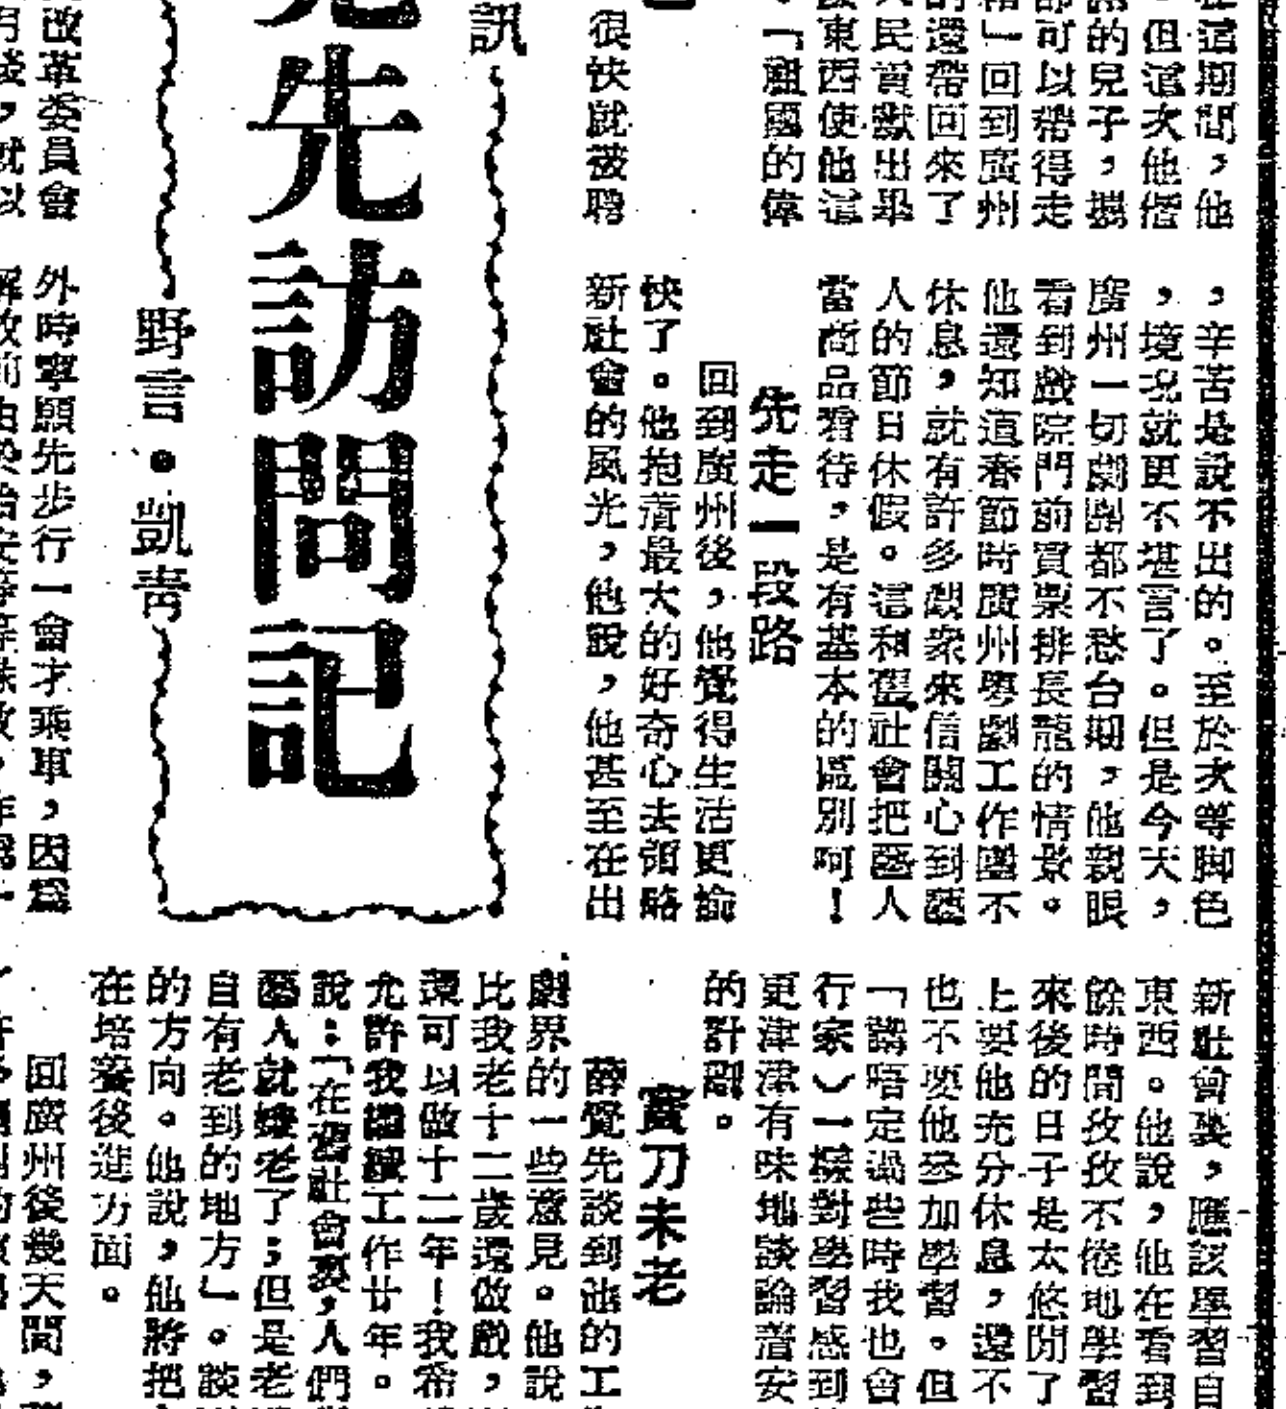 這期間，他
。但這次他偕
的兒子，攜
都可以帶得走
」回到廣州
的還帶回來了
民貢獻出畢
東西使他這
。「祖國的偉
很快就被聘
訊
先訪問記
野言・凱青
改革委員會
，就以
，辛苦是說不出的。至於次等脚色
，境況就更不堪言了。但是今天，
廣州一切劇團都不愁台期，他親眼
看到戲院門前買票排長龍的情景。
他還知道春節時廣州粤劇工作團不
休息，就有許多觀衆來信關心到藝
人的節日休假。這和舊社會把藝人
當商品看待，是有基本的區別呵！
先走一段路
回到廣州後，他覺得生活更愉
快了。他抱着最大的好奇心去領略
新社會的風光，他說，他甚至在出
外時寧願先步行一會才乘車，因爲
解放前由於治安等等
新社會裏，應該學習自
東西。他說，他在看到
餘時間孜孜不倦地學習
來後的日子是太悠閒了
上要他充分休息，還不
也不要他參加學習。但
「講唔定過些時我也會
行家）一樣對學習感到
更津津有味地談論着安
的計劃。
寳刀未老
薛覺先談到他的工
劇界的一些意見。他說
比我老十二歲還做戲，
還可以做十二年！我希
允許我繼續工作廿年。
說：「在舊社會裏，人們
藝人就嫌老了；但是老
自有老到的地方」。談
的方向。他說，他將把
在培養後進方面。
回廣州後幾天間，